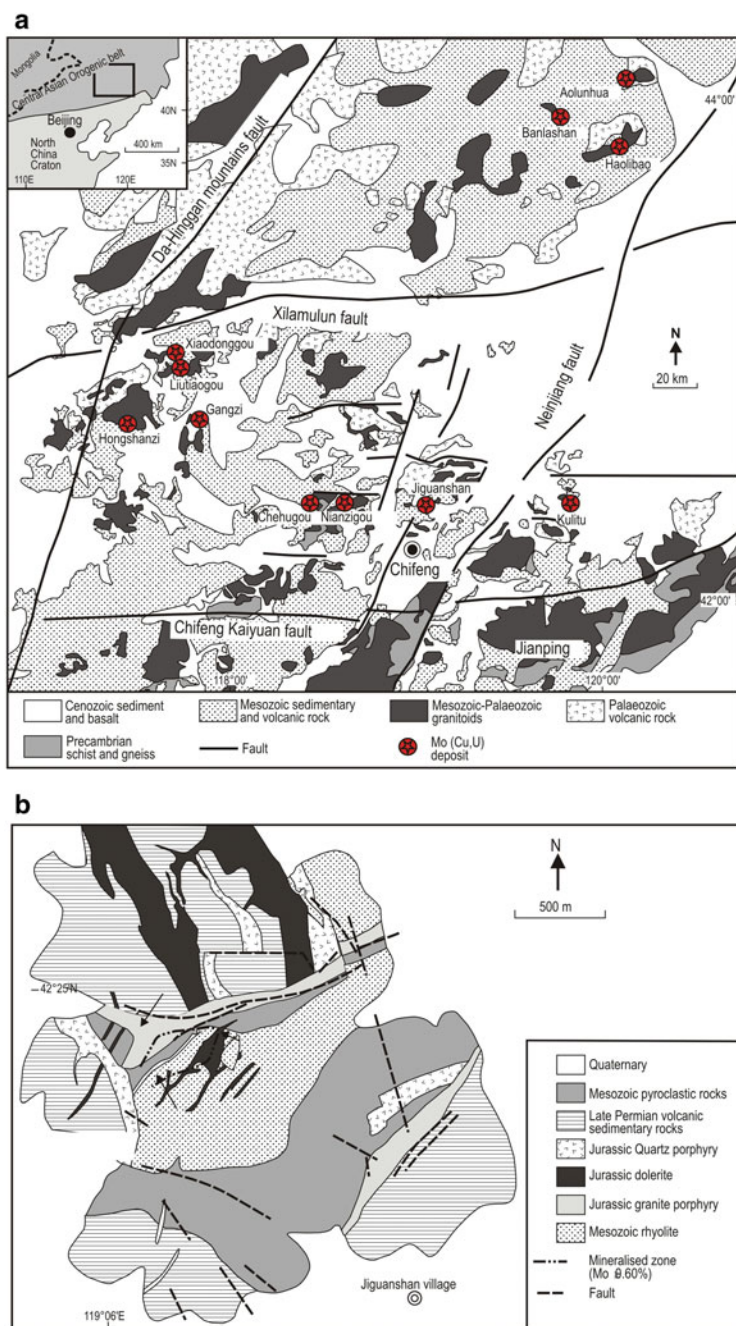 a
Mongolia
Central Asian Orogenic belt
Beijing
North
China
Craton
400 km
40N
35N
110E
120E
Da-Hinggan mountains fault
Aolunhua
44°00'
Banlashan
Haolibao
Xilamulun fault
N
20 km
Xiaodonggou
Liutiaogou
Gangzi
Hongshanzi
Neinjiang fault
Jiguanshan
Chehugou
Nianzigou
Kulitu
Chifeng
42°00'
Chifeng Kaiyuan fault
Jianping
118°00'
120°00'
Cenozoic sediment
and basalt
Mesozoic sedimentary
and volcanic rock
Mesozoic-Palaeozoic
granitoids
Palaeozoic
volcanic rock
Precambrian
schist and gneiss
Fault
Mo (Cu,U)
deposit
b
N
500 m
42°25'N
Quaternary
Mesozoic pyroclastic rocks
Late Permian volcanic
sedimentary rocks
Jurassic Quartz porphyry
Jurassic dolerite
Jurassic granite porphyry
Mesozoic rhyolite
Mineralised zone
(Mo 0.60%)
Fault
Jiguanshan village
119°06'E